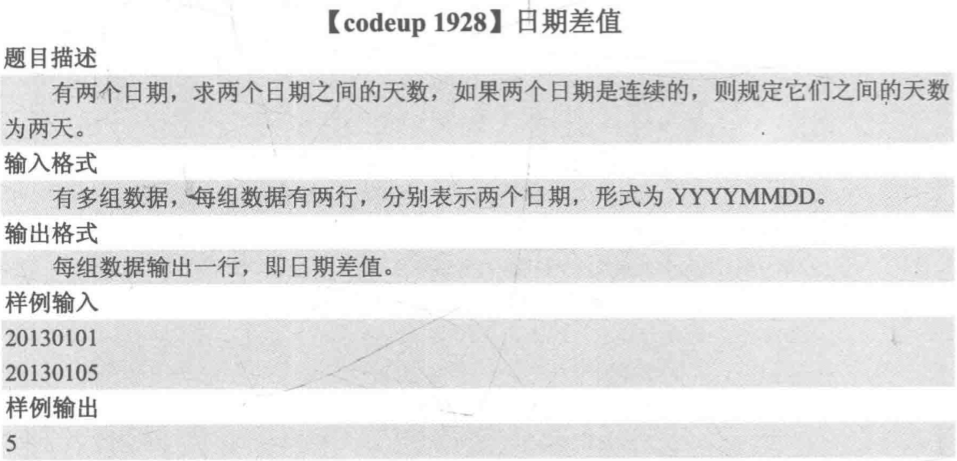 【codeup 1928】日期差值
题目描述
有两个日期，求两个日期之间的天数，如果两个日期是连续的，则规定它们之间的天数
为两天。
输入格式
有多组数据，每组数据有两行，分别表示两个日期，形式为 YYYYMMDD。
输出格式
每组数据输出一行，即日期差值。
样例输入
20130101
20130105
样例输出
5